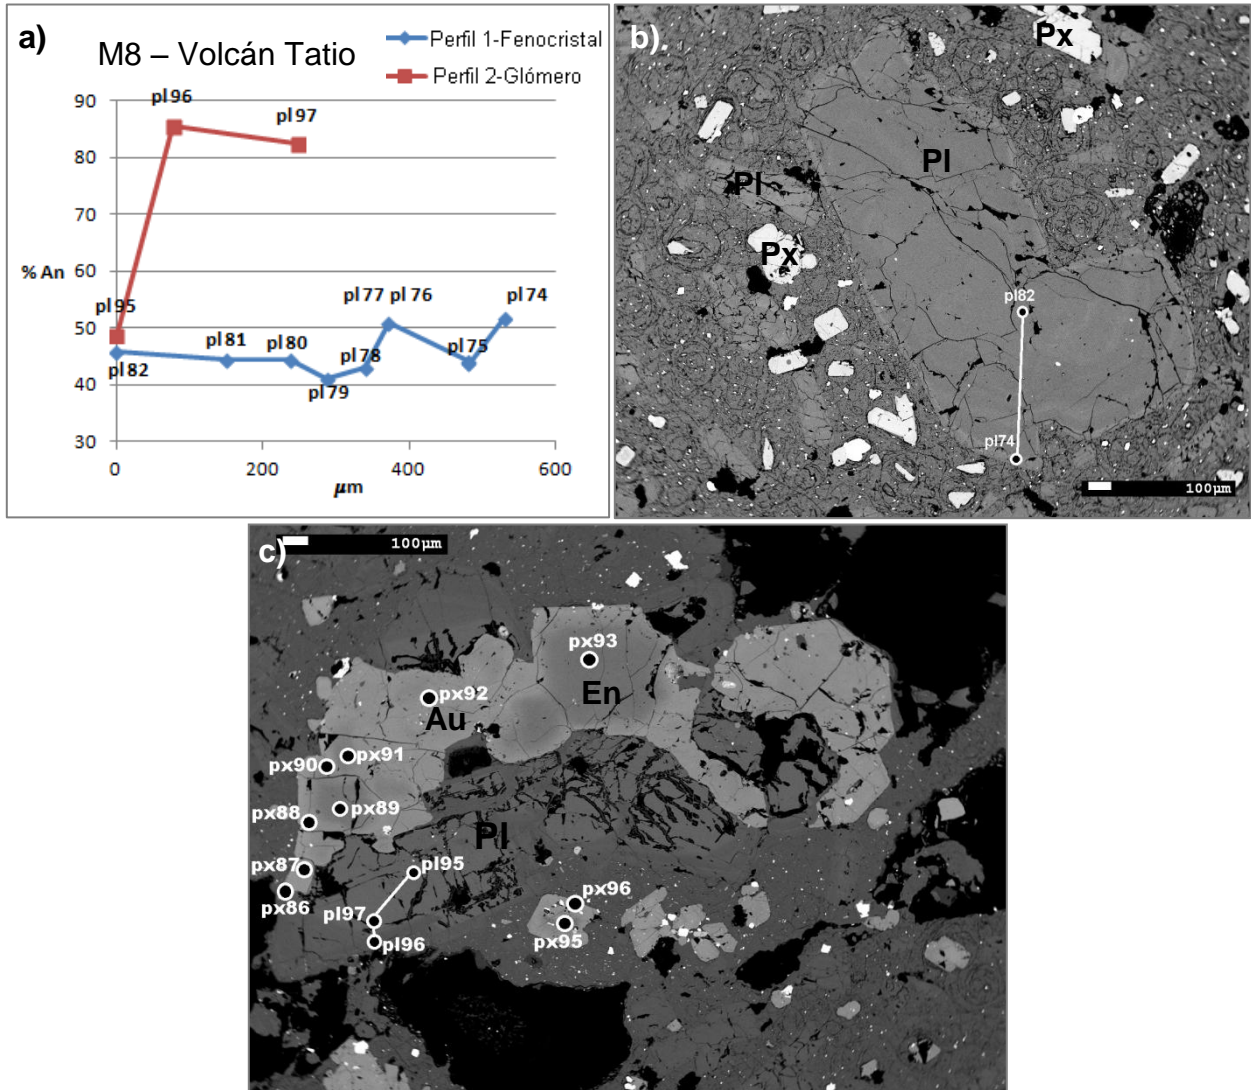 a)
M8 – Volcán Tatio
Perfil 1-Fenocristal
Perfil 2-Glómero
90
80
70
60
50
40
30
% An
pl96
pl97
pl95
pl82
pl81
pl80
pl79
pl78
pl77
pl76
pl75
pl74
0
200
400
600
µm
b)
Px
Pl
Pl
Px
pl82
pl74
100µm
c)
100µm
px93
En
px92
Au
px91
px90
px89
px88
Pl
px87
pl95
px86
px96
pl97
px95
pl96